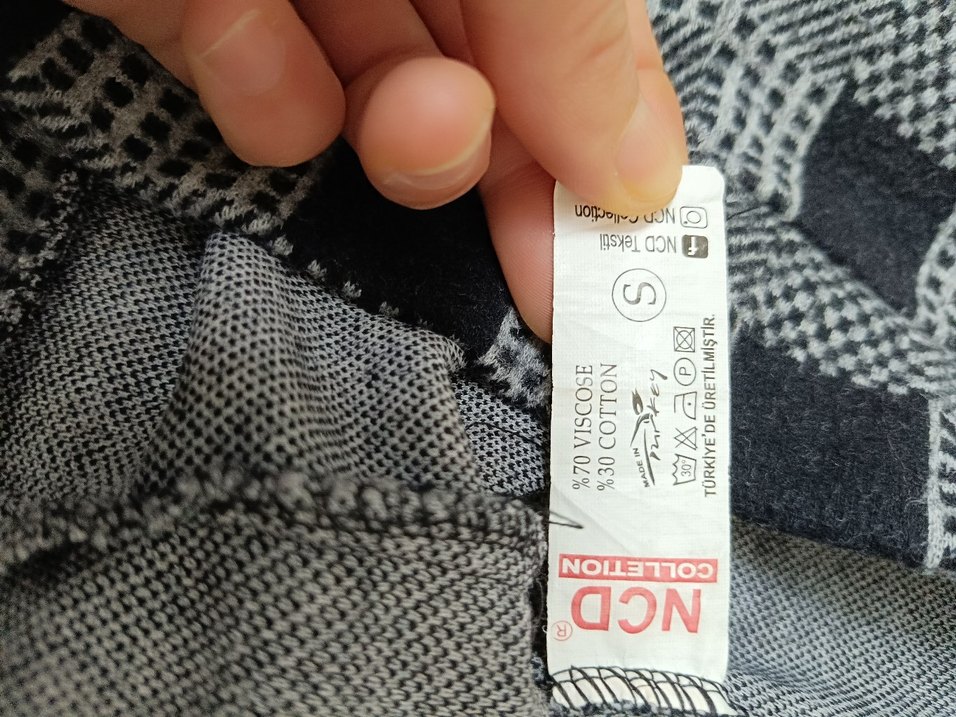 NCD®
COLLETION
%70 VISCOSE
%30 COTTON
MADE IN
Turkey
30°
P
TÜRKİYE'DE ÜRETİLMİŞTİR.
S
NCD Tekstil
NCD Collection